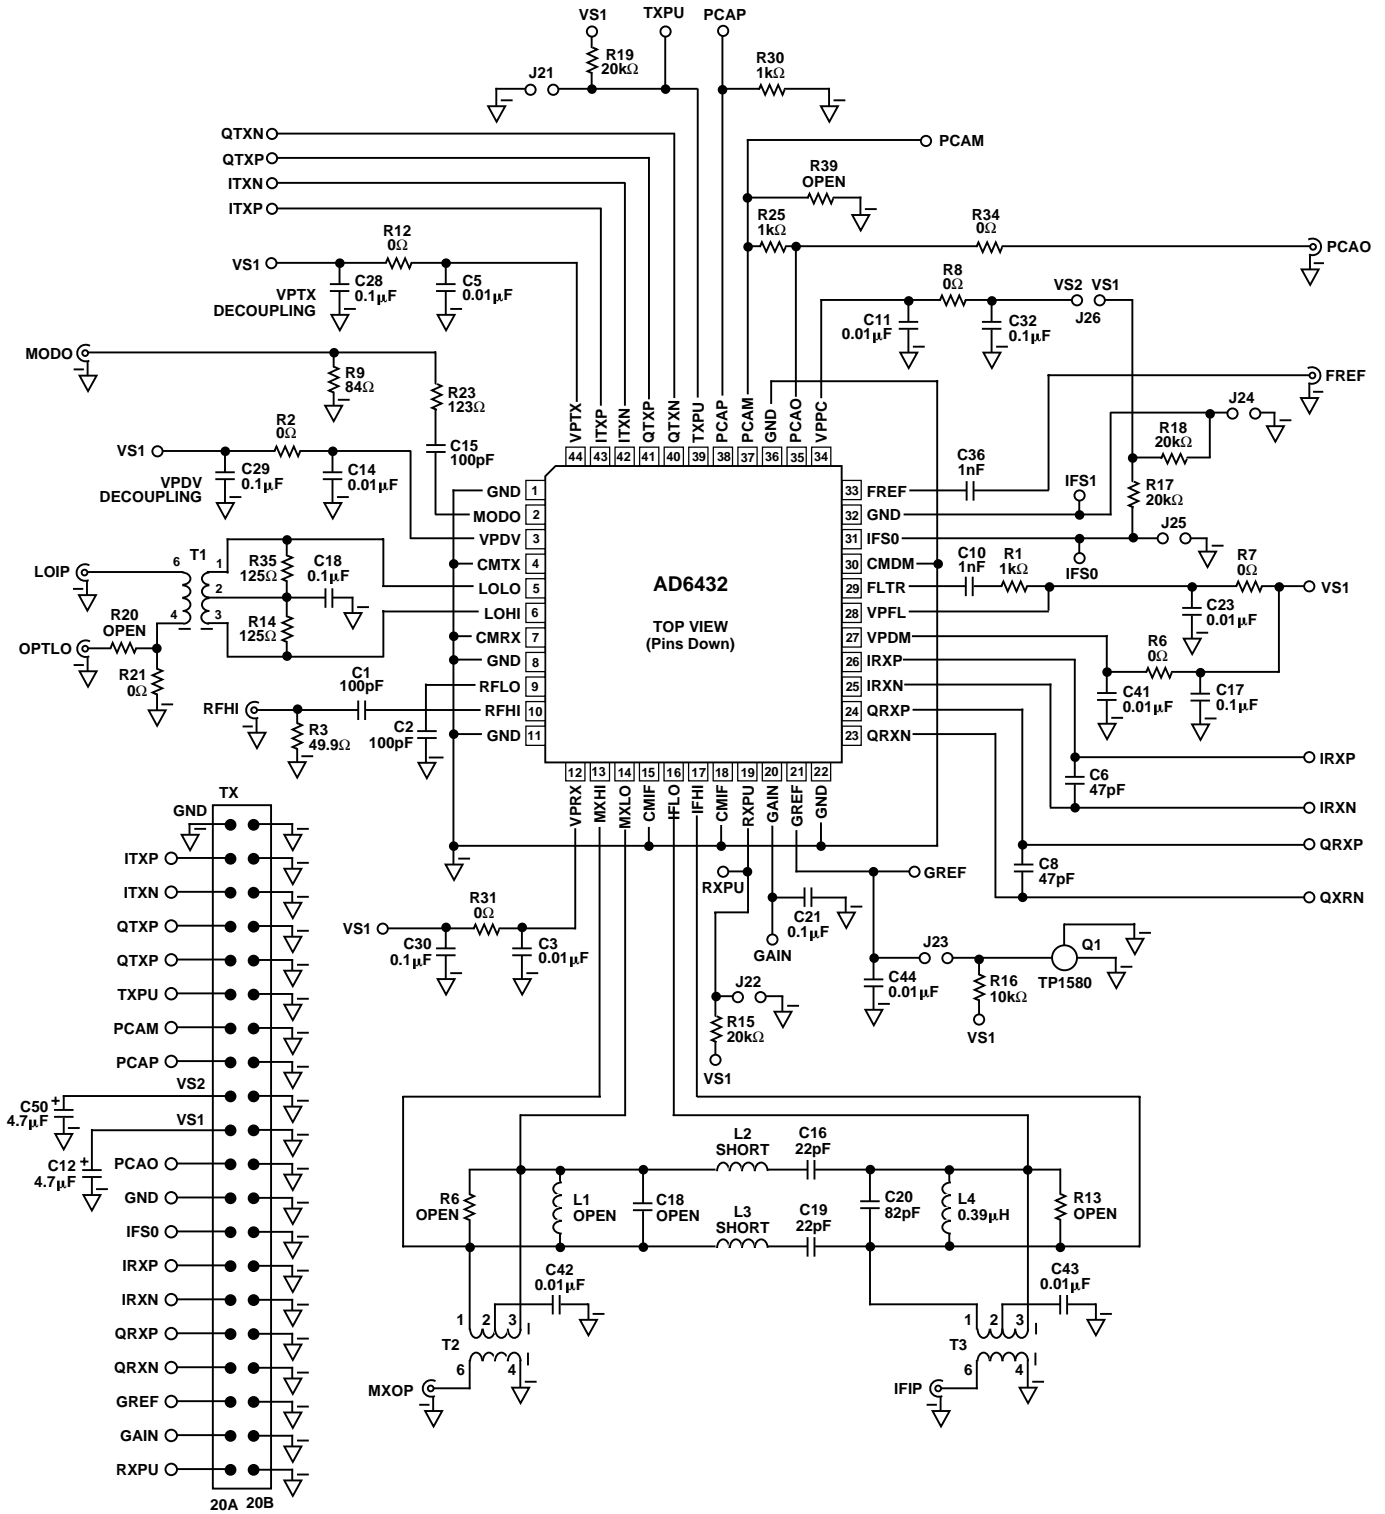 VS1
TXPU
PCAP
R19
20kΩ
J21
R30
1kΩ
QTXN
QTXP
ITXN
ITXP
PCAM
R39
OPEN
R25
1kΩ
R34
0Ω
PCAO
R12
0Ω
VS1
C28
0.1µF
C5
0.01µF
VPTX
DECOUPLING
R8
0Ω
VS2
VS1
J26
C11
0.01µF
C32
0.1µF
MODO
R9
84Ω
R23
123Ω
C15
100pF
FREF
J24
R18
20kΩ
R17
20kΩ
R2
0Ω
VS1
C29
0.1µF
C14
0.01µF
VPDV
DECOUPLING
C36
1nF
IFS1
J25
IFS0
VPTX
ITXP
ITXN
QTXP
QTXN
TXPU
PCAP
PCAM
GND
PCAO
VPPC
44
43
42
41
40
39
38
37
36
35
34
GND 1
MODO 2
VPDV 3
CMTX 4
LOLO 5
LOHI 6
CMRX 7
GND 8
RFLO 9
RFHI 10
GND 11
AD6432
TOP VIEW
(Pins Down)
33 FREF
32 GND
31 IFS0
30 CMDM
29 FLTR
28 VPFL
27 VPDM
26 IRXP
25 IRXN
24 QRXP
23 QRXN
12
13
14
15
16
17
18
19
20
21
22
VPRX
MXHI
MXLO
CMIF
IFLO
IFHI
CMIF
RXPU
GAIN
GREF
GND
LOIP
T1
6
4
1
2
3
R35
125Ω
C18
0.1µF
R14
125Ω
R20
OPEN
OPTLO
R21
0Ω
C1
100pF
RFHI
R3
49.9Ω
C2
100pF
C10
1nF
R1
1kΩ
R7
0Ω
VS1
C23
0.01µF
R6
0Ω
C41
0.01µF
C17
0.1µF
IRXP
C6
47pF
IRXN
QRXP
C8
47pF
QXRN
RXPU
GREF
R31
0Ω
VS1
C30
0.1µF
C3
0.01µF
C21
0.1µF
GAIN
J22
R15
20kΩ
VS1
J23
C44
0.01µF
R16
10kΩ
VS1
Q1
TP1580
TX
GND
ITXP
ITXN
QTXP
QTXP
TXPU
PCAM
PCAP
VS2
C50 +
4.7µF
VS1
C12 +
4.7µF
PCAO
GND
IFS0
IRXP
IRXN
QRXP
QRXN
GREF
GAIN
RXPU
20A 20B
R6
OPEN
L1
OPEN
C18
OPEN
L2
SHORT
C16
22pF
L3
SHORT
C19
22pF
C20
82pF
L4
0.39µH
R13
OPEN
C42
0.01µF
1
2
3
T2
6
4
MXOP
C43
0.01µF
1
2
3
T3
6
4
IFIP